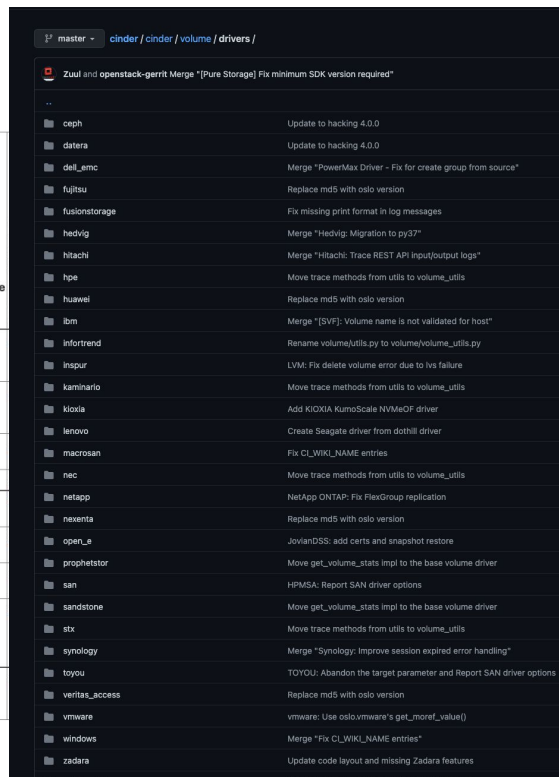 master cinder / cinder / volume / drivers /
Zuul and openstack-gerrit Merge "[Pure Storage] Fix minimum SDK version required"
..
ceph Update to hacking 4.0.0
datera Update to hacking 4.0.0
dell_emc Merge "PowerMax Driver - Fix for create group from source"
fujitsu Replace md5 with oslo version
fusionstorage Fix missing print format in log messages
hedvig Merge "Hedvig: Migration to py37"
hitachi Merge "Hitachi: Trace REST API input/output logs"
hpe Move trace methods from utils to volume_utils
e
huawei Replace md5 with oslo version
ibm Merge "[SVF]: Volume name is not validated for host"
infortrend Rename volume/utils.py to volume/volume_utils.py
inspur LVM: Fix delete volume error due to lvs failure
kaminario Move trace methods from utils to volume_utils
kioxia Add KIOXIA KumoScale NVMeOF driver
lenovo Create Seagate driver from dothill driver
macrosan Fix CI_WIKI_NAME entries
nec Move trace methods from utils to volume_utils
netapp NetApp ONTAP: Fix FlexGroup replication
nexenta Replace md5 with oslo version
open_e JovianDSS: add certs and snapshot restore
prophetstor Move get_volume_stats impl to the base volume driver
san HPMSA: Report SAN driver options
sandstone Move get_volume_stats impl to the base volume driver
stx Move trace methods from utils to volume_utils
synology Merge "Synology: Improve session expired error handling"
toyou TOYOU: Abandon the target parameter and Report SAN driver options
veritas_access Replace md5 with oslo version
vmware vmware: Use oslo.vmware's get_moref_value()
windows Merge "Fix CI_WIKI_NAME entries"
zadara Update code layout and missing Zadara features